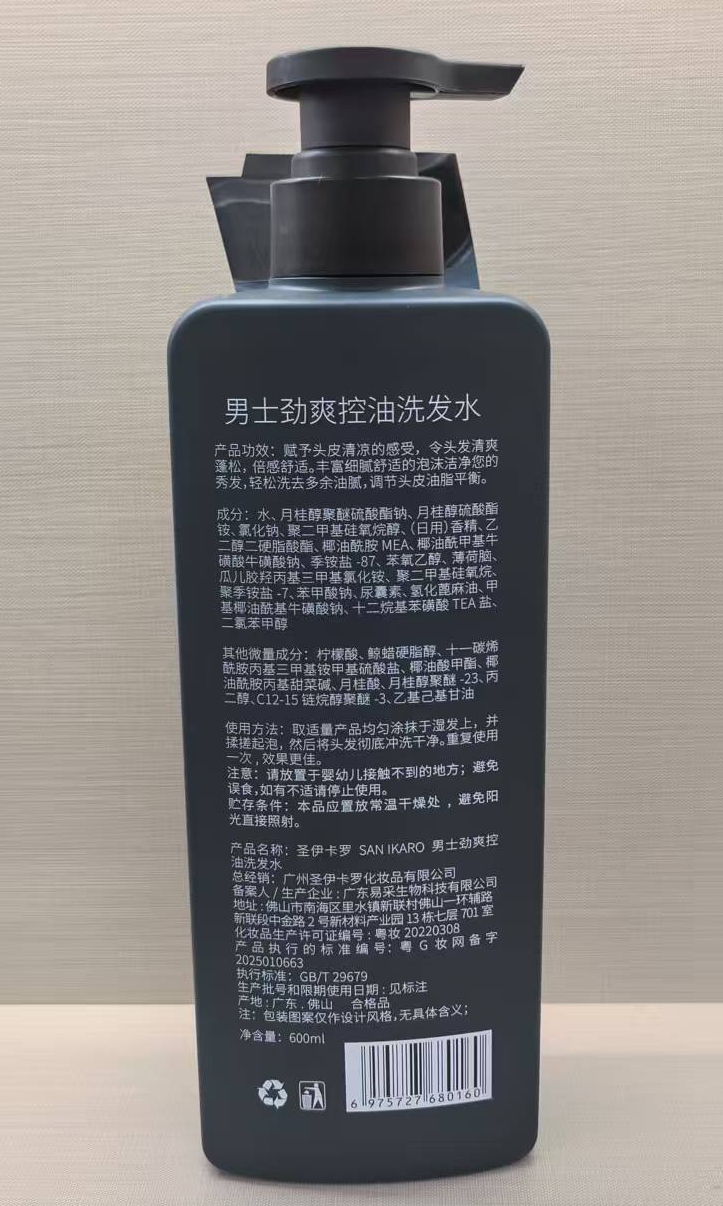 男士劲爽控油洗发水
产品功效：赋予头皮清凉的感受，令头发清爽
蓬松，倍感舒适。丰富细腻舒适的泡沫洁净您的
秀发，轻松洗去多余油腻，调节头皮油脂平衡。
成分：水、月桂醇聚醚硫酸酯钠、月桂醇硫酸酯
铵、氯化钠、聚二甲基硅氧烷醇、（日用）香精、乙
二醇二硬脂酸酯、椰油酰胺 MEA、椰油酰甲基牛
磺酸牛磺酸钠、季铵盐 -87、苯氧乙醇、薄荷脑、
瓜儿胶羟丙基三甲基氯化铵、聚二甲基硅氧烷、
聚季铵盐 -7、苯甲酸钠、尿囊素、氢化蓖麻油、甲
基椰油酰基牛磺酸钠、十二烷基苯磺酸 TEA 盐、
二氯苯甲醇
其他微量成分：柠檬酸、鲸蜡硬脂醇、十一碳烯
酰胺丙基三甲基铵甲基硫酸盐、椰油酸甲酯、椰
油酰胺丙基甜菜碱、月桂酸、月桂醇聚醚 -23、丙
二醇、C12-15 链烷醇聚醚 -3、乙基己基甘油
使用方法：取适量产品均匀涂抹于湿发上，并
揉搓起泡，然后将头发彻底冲洗干净。重复使用
一次，效果更佳。
注意：请放置于婴幼儿接触不到的地方；避免
误食，如有不适请停止使用。
贮存条件：本品应置放常温干燥处，避免阳
光直接照射。
产品名称：圣伊卡罗 SAN IKARO 男士劲爽控
油洗发水
总经销：广州圣伊卡罗化妆品有限公司
备案人/生产企业：广东易采生物科技有限公司
地址：佛山市南海区里水镇新联村佛山一环辅路
新联段中金路 2 号新材料产业园 13 栋七层 701 室
化妆品生产许可证编号：粤妆 20220308
产品执行的标准编号：粤 G 妆网备字
2025010663
执行标准：GB/T 29679
生产批号和限期使用日期：见标注
产地：广东．佛山 合格品
注：包装图案仅作设计风格，无具体含义；
净含量：600ml
6 975727 680160